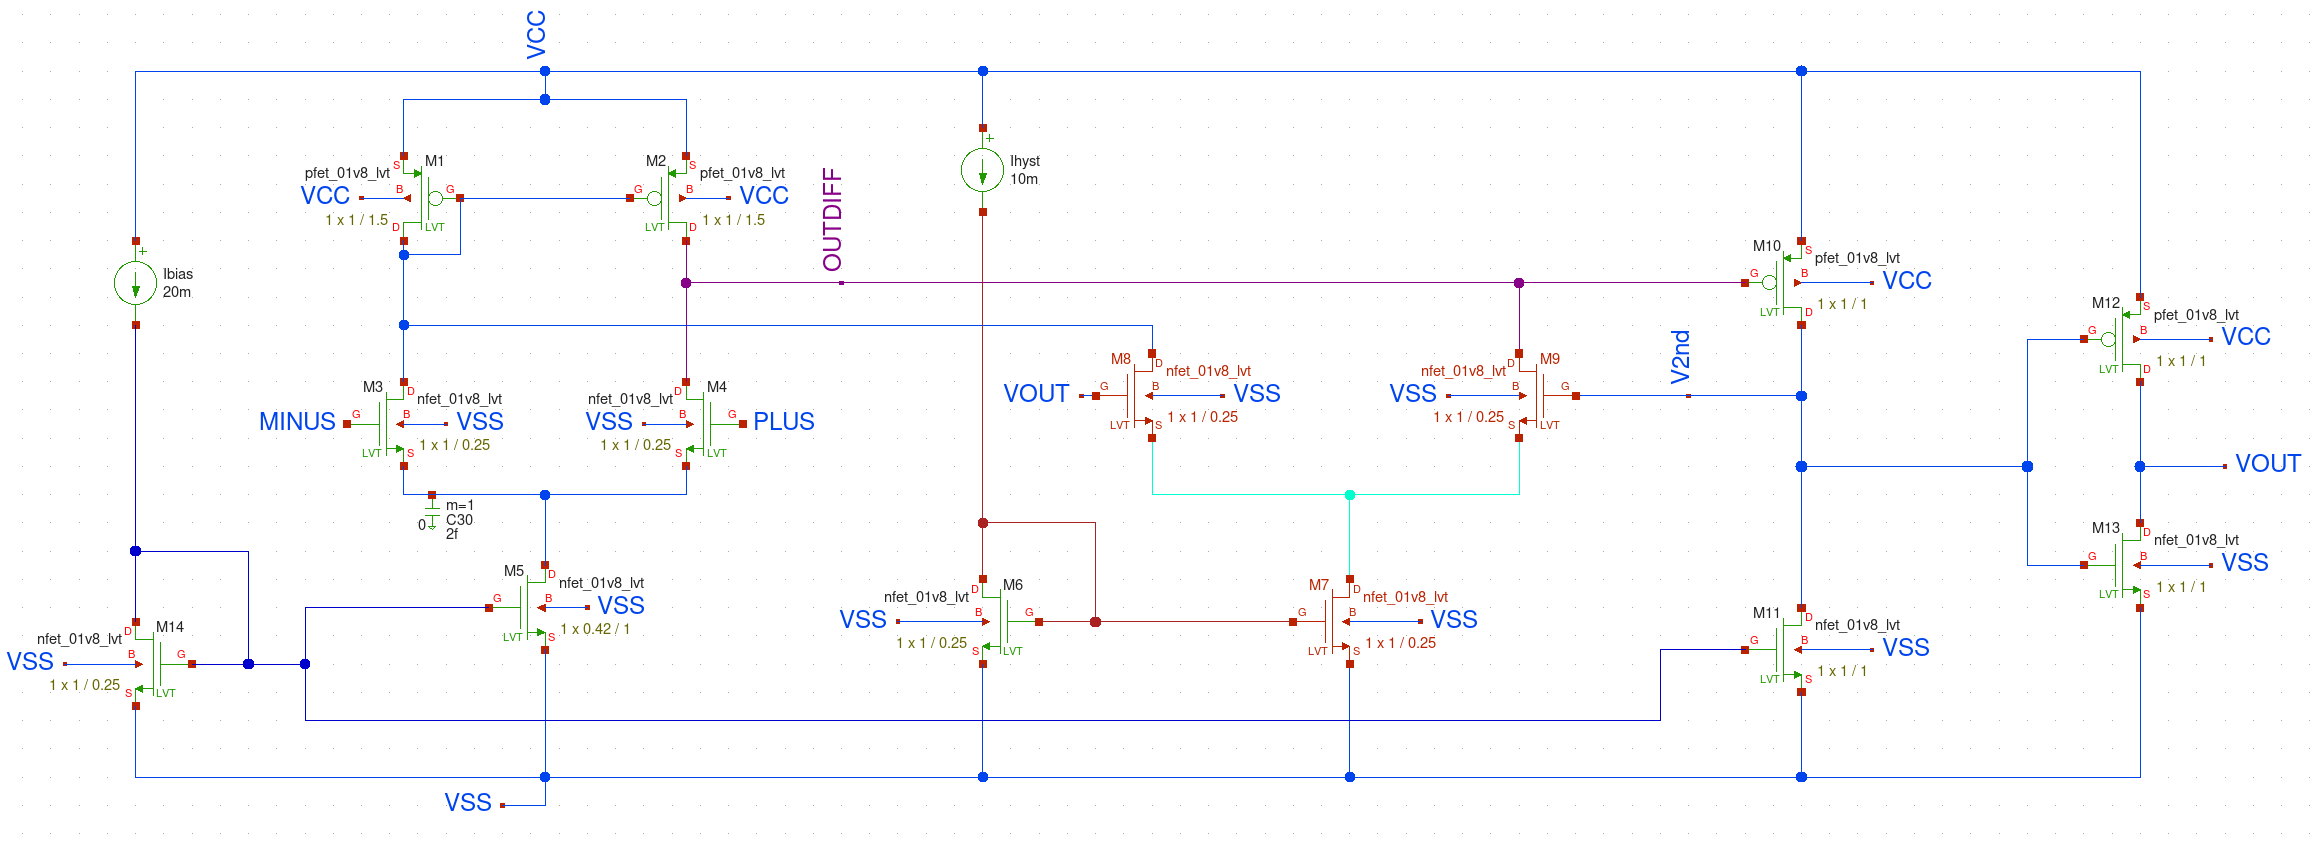 VCC
M1
pfet_01v8_lvt
S
B
G
D
VCC
1 x 1 / 1.5
LVT
M2
pfet_01v8_lvt
S
G
B
D
VCC
1 x 1 / 1.5
LVT
OUTDIFF
+
Ihyst
10m
+
Ibias
20m
M10
pfet_01v8_lvt
S
G
B
D
VCC
1 x 1 / 1
LVT
M12
pfet_01v8_lvt
S
G
B
D
VCC
1 x 1 / 1
LVT
V2nd
M3
nfet_01v8_lvt
D
MINUS
G
B
VSS
1 x 1 / 0.25
LVT
S
M4
nfet_01v8_lvt
D
VSS
B
G
PLUS
1 x 1 / 0.25
S
LVT
M8
nfet_01v8_lvt
D
VOUT
G
B
VSS
1 x 1 / 0.25
LVT
S
M9
nfet_01v8_lvt
D
VSS
B
G
1 x 1 / 0.25
S
LVT
VOUT
m=1
C30
2f
0
M13
nfet_01v8_lvt
D
G
B
VSS
1 x 1 / 1
LVT
S
M5
nfet_01v8_lvt
D
G
B
VSS
1 x 0.42 / 1
LVT
S
M6
nfet_01v8_lvt
D
VSS
B
G
1 x 1 / 0.25
S
LVT
M7
nfet_01v8_lvt
D
G
B
VSS
1 x 1 / 0.25
LVT
S
M11
nfet_01v8_lvt
D
G
B
VSS
1 x 1 / 1
LVT
S
M14
nfet_01v8_lvt
D
VSS
B
G
1 x 1 / 0.25
S
LVT
VSS